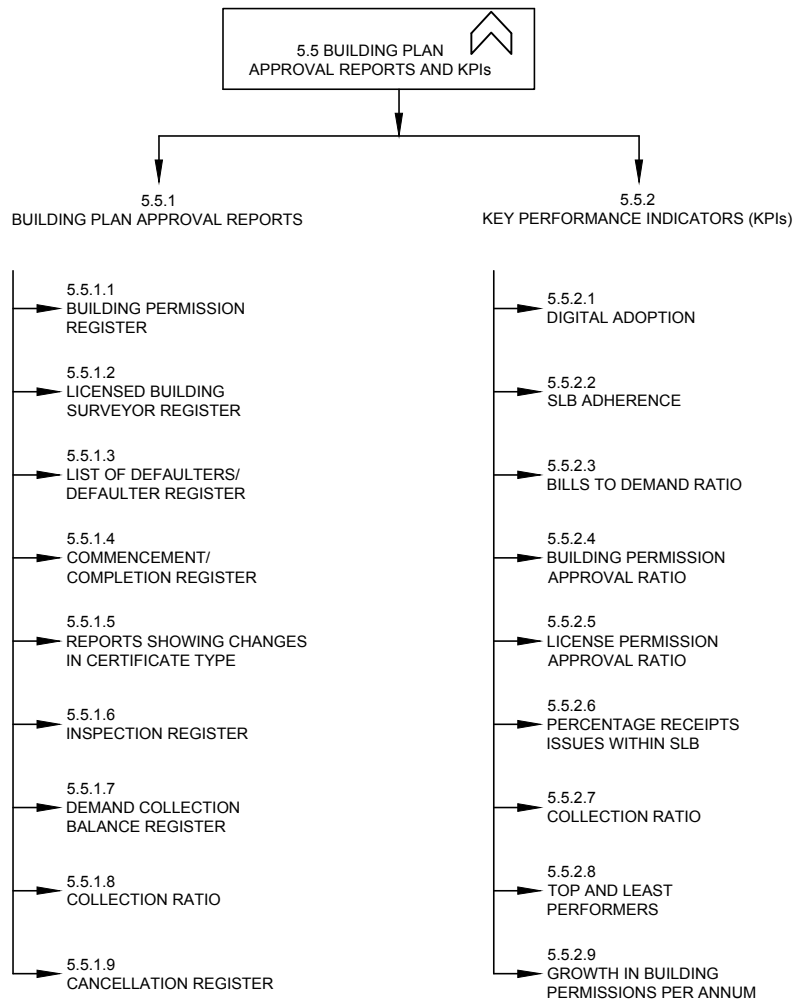 5.5 BUILDING PLAN
APPROVAL REPORTS AND KPIs
5.5.1
BUILDING PLAN APPROVAL REPORTS
5.5.1.1
BUILDING PERMISSION
REGISTER
5.5.1.2
LICENSED BUILDING
SURVEYOR REGISTER
5.5.1.3
LIST OF DEFAULTERS/
DEFAULTER REGISTER
5.5.1.4
COMMENCEMENT/
COMPLETION REGISTER
5.5.1.5
REPORTS SHOWING CHANGES
IN CERTIFICATE TYPE
5.5.1.6
INSPECTION REGISTER
5.5.1.7
DEMAND COLLECTION
BALANCE REGISTER
5.5.1.8
COLLECTION RATIO
5.5.1.9
CANCELLATION REGISTER
5.5.2
KEY PERFORMANCE INDICATORS (KPIs)
5.5.2.1
DIGITAL ADOPTION
5.5.2.2
SLB ADHERENCE
5.5.2.3
BILLS TO DEMAND RATIO
5.5.2.4
BUILDING PERMISSION
APPROVAL RATIO
5.5.2.5
LICENSE PERMISSION
APPROVAL RATIO
5.5.2.6
PERCENTAGE RECEIPTS
ISSUES WITHIN SLB
5.5.2.7
COLLECTION RATIO
5.5.2.8
TOP AND LEAST
PERFORMERS
5.5.2.9
GROWTH IN BUILDING
PERMISSIONS PER ANNUM